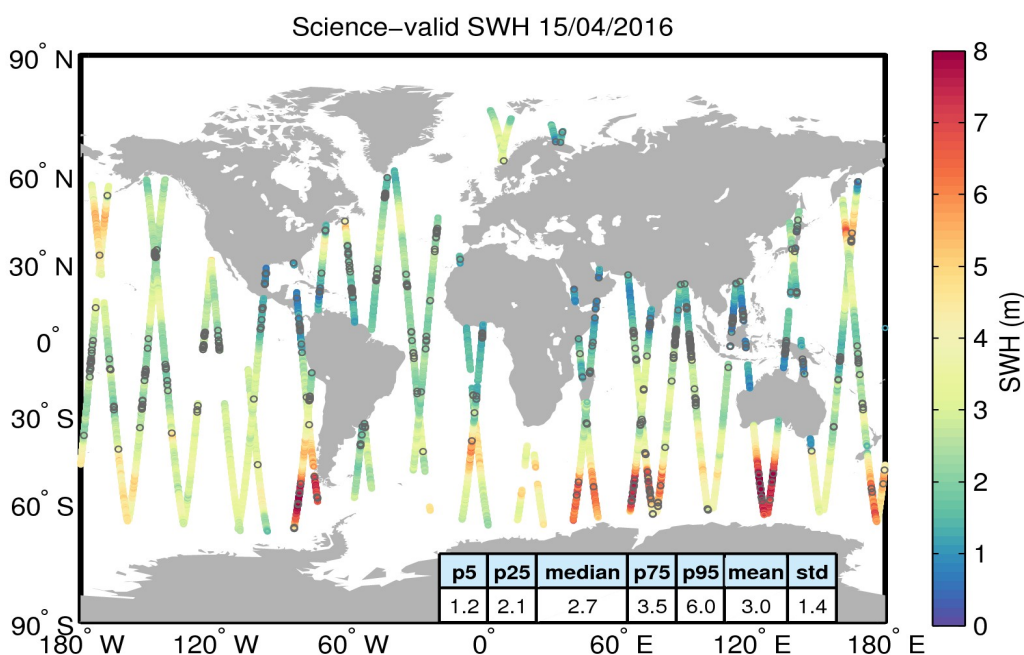 Science−valid SWH 15/04/2016
90° N
60° N
30° N
0°
30° S
60° S
90° S
180° W
120° W
60° W
0°
60° E
120° E
180° E
p5 p25 median p75 p95 mean std
1.2 2.1 2.7 3.5 6.0 3.0 1.4
8
7
6
5
4
3
2
1
0
SWH (m)